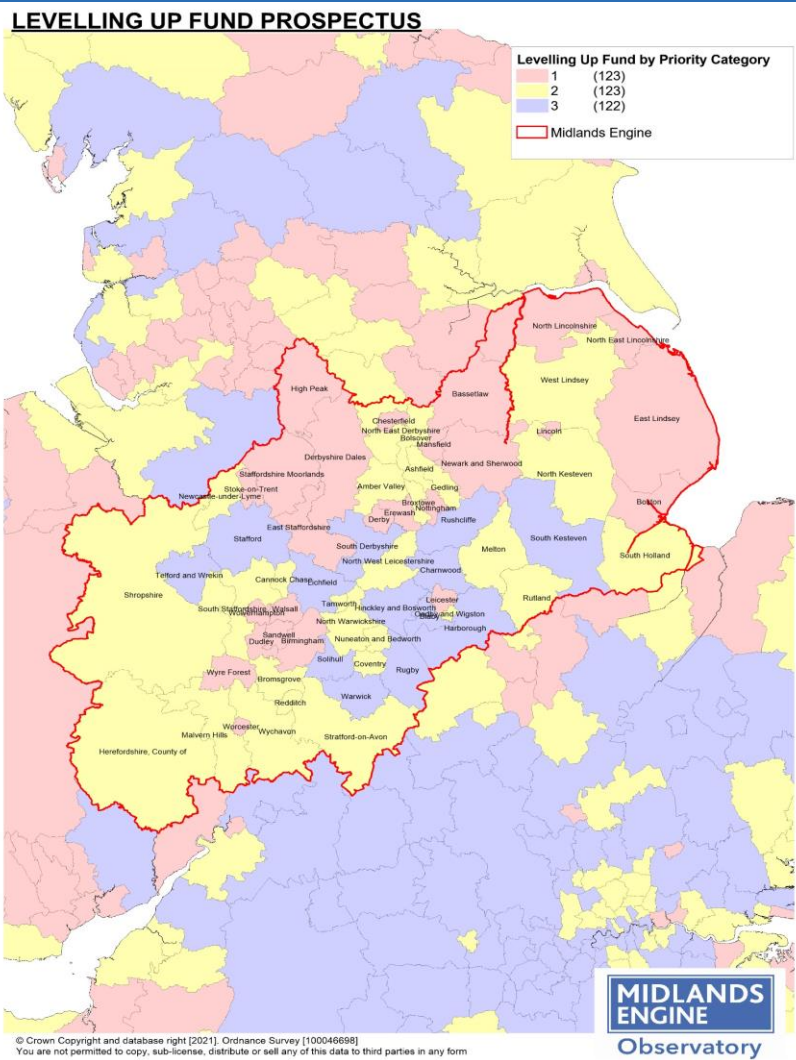 LEVELLING UP FUND PROSPECTUS
Levelling Up Fund by Priority Category
1 (123)
2 (123)
3 (122)
Midlands Engine
North Lincolnshire
North East Lincolnshire
West Lindsey
High Peak
Bassetlaw
East Lindsey
Chesterfield
North East Derbyshire
Bolsover
Mansfield
Lincoln
Derbyshire Dales
Newark and Sherwood
Ashfield
Staffordshire Moorlands
North Kesteven
Stoke-on-Trent
Amber Valley
Gedling
Newcastle-under-Lyme
Broxtowe
Boston
Erewash
Nottingham
Derby
Rushcliffe
East Staffordshire
Stafford
South Kesteven
South Derbyshire
Melton
South Holland
North West Leicestershire
Charnwood
Telford and Wrekin
Cannock Chase
Lichfield
Shropshire
Rutland
Leicester
Tamworth
Hinckley and Bosworth
South Staffordshire
Walsall
Wolverhampton
Oadby and Wigston
Blaby
North Warwickshire
Harborough
Sandwell
Nuneaton and Bedworth
Dudley
Birmingham
Solihull
Coventry
Wyre Forest
Rugby
Bromsgrove
Warwick
Redditch
Worcester
Wychavon
Malvern Hills
Stratford-on-Avon
Herefordshire, County of
MIDLANDS
ENGINE
Observatory
© Crown Copyright and database right [2021]. Ordnance Survey [100046698]
You are not permitted to copy, sub-license, distribute or sell any of this data to third parties in any form